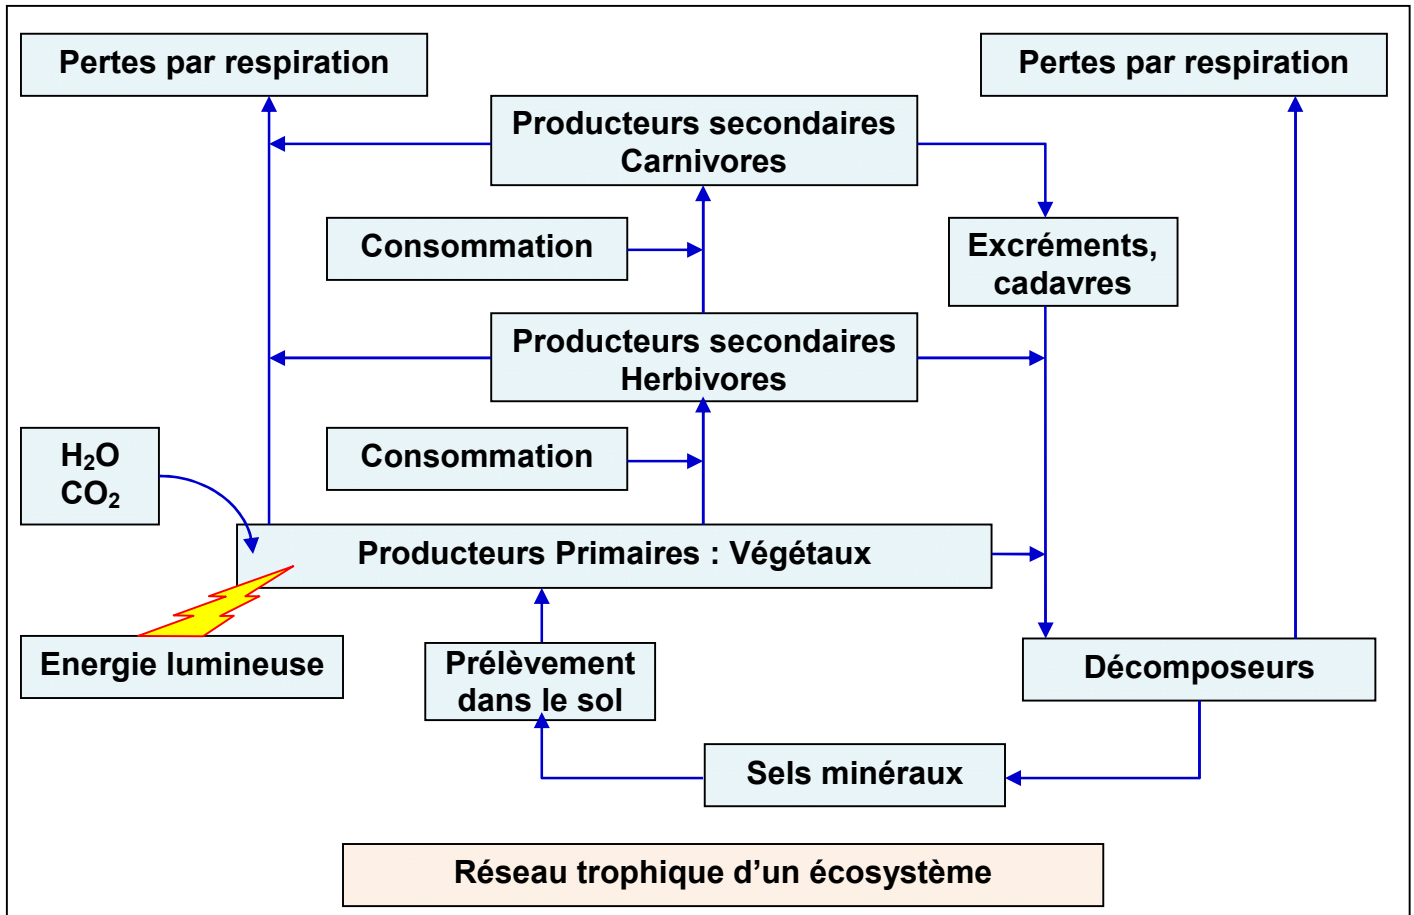 Pertes par respiration
Pertes par respiration
Producteurs secondaires
Carnivores
Consommation
Excréments,
cadavres
Producteurs secondaires
Herbivores
H₂O
CO₂
Consommation
Producteurs Primaires : Végétaux
Energie lumineuse
Prélèvement
dans le sol
Décomposeurs
Sels minéraux
Réseau trophique d’un écosystème